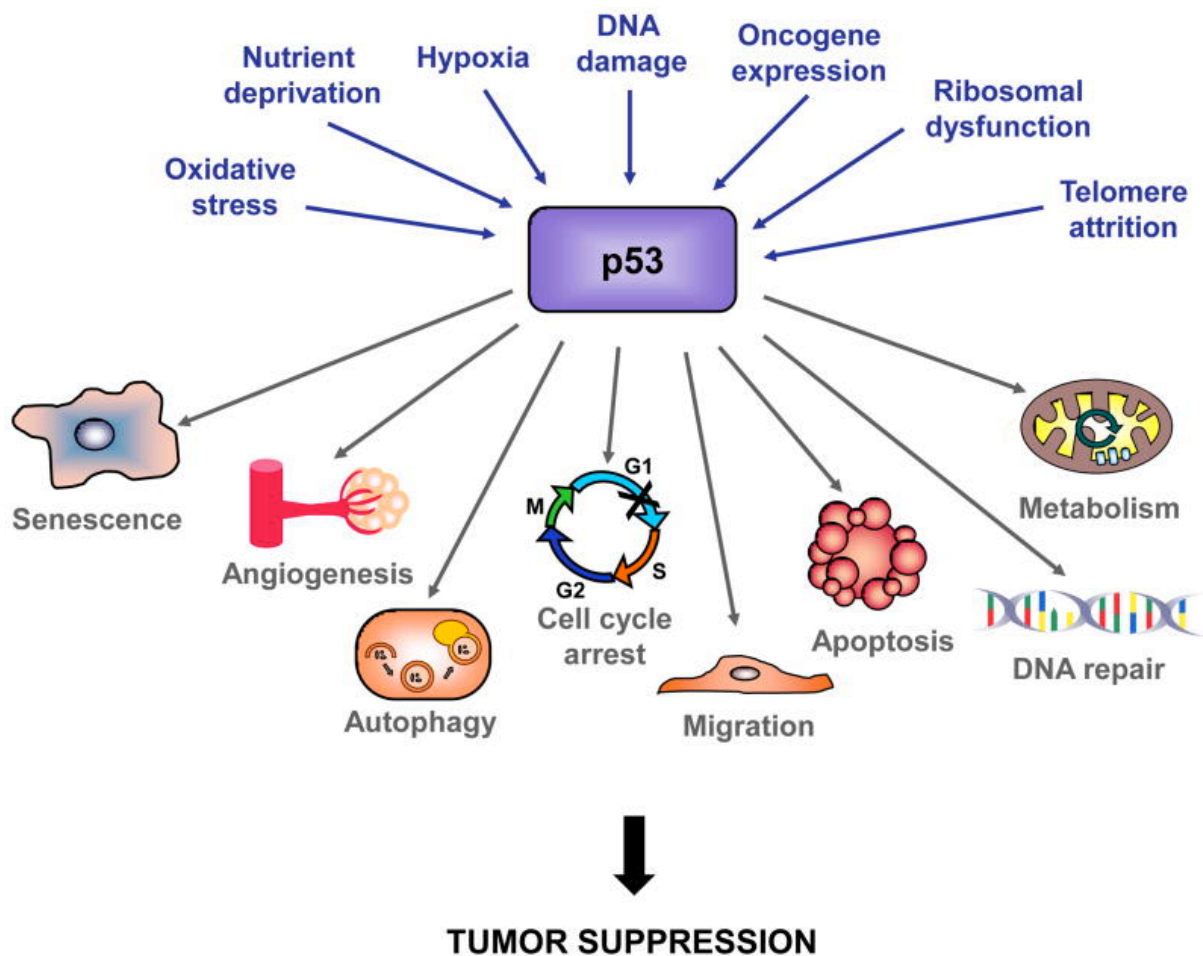 Nutrient
deprivation
Hypoxia
DNA
damage
Oncogene
expression
Ribosomal
dysfunction
Oxidative
stress
Telomere
attrition
p53
Senescence
Angiogenesis
Autophagy
G1
M
S
G2
Cell cycle
arrest
Migration
Apoptosis
Metabolism
DNA repair
TUMOR SUPPRESSION